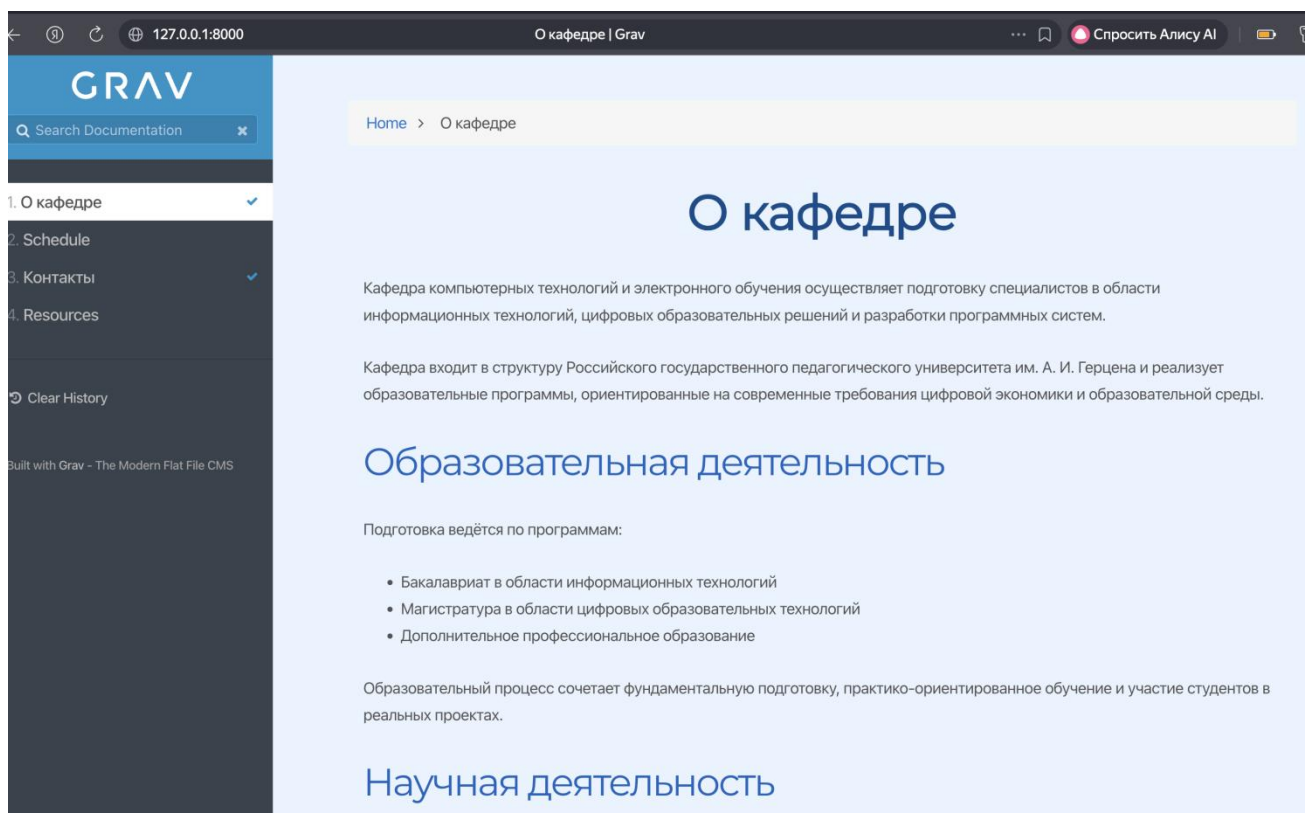 127.0.0.1:8000
О кафедре | Grav
Спросить Алису AI
GRAV
Search Documentation
1. О кафедре
2. Schedule
3. Контакты
4. Resources
Clear History
Built with Grav - The Modern Flat File CMS
Home > О кафедре
О кафедре
Кафедра компьютерных технологий и электронного обучения осуществляет подготовку специалистов в области
информационных технологий, цифровых образовательных решений и разработки программных систем.
Кафедра входит в структуру Российского государственного педагогического университета им. А. И. Герцена и реализует
образовательные программы, ориентированные на современные требования цифровой экономики и образовательной среды.
Образовательная деятельность
Подготовка ведётся по программам:
• Бакалавриат в области информационных технологий
• Магистратура в области цифровых образовательных технологий
• Дополнительное профессиональное образование
Образовательный процесс сочетает фундаментальную подготовку, практико-ориентированное обучение и участие студентов в
реальных проектах.
Научная деятельность